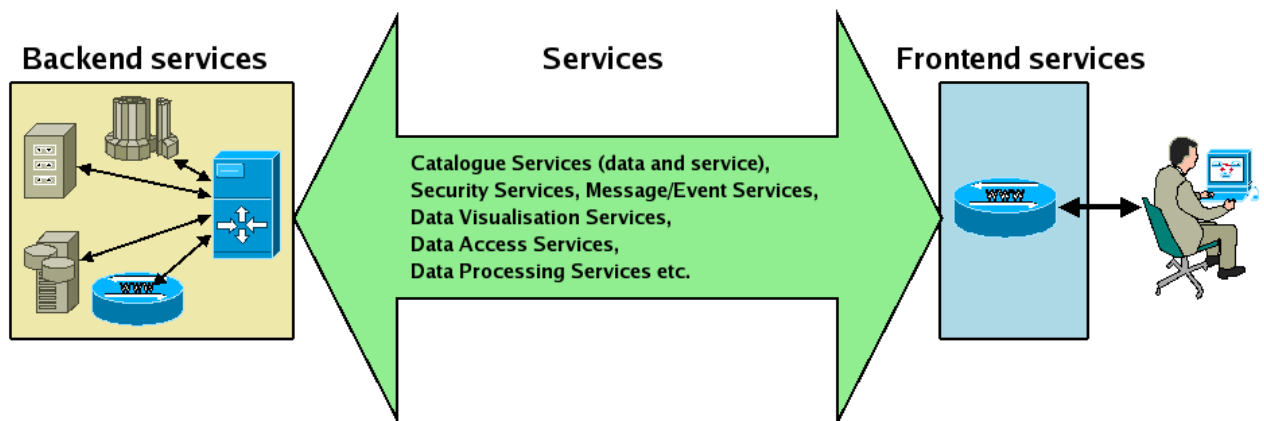 Backend services
Services
Frontend services
Catalogue Services (data and service),
Security Services, Message/Event Services,
Data Visualisation Services,
Data Access Services,
Data Processing Services etc.
WWW
WWW